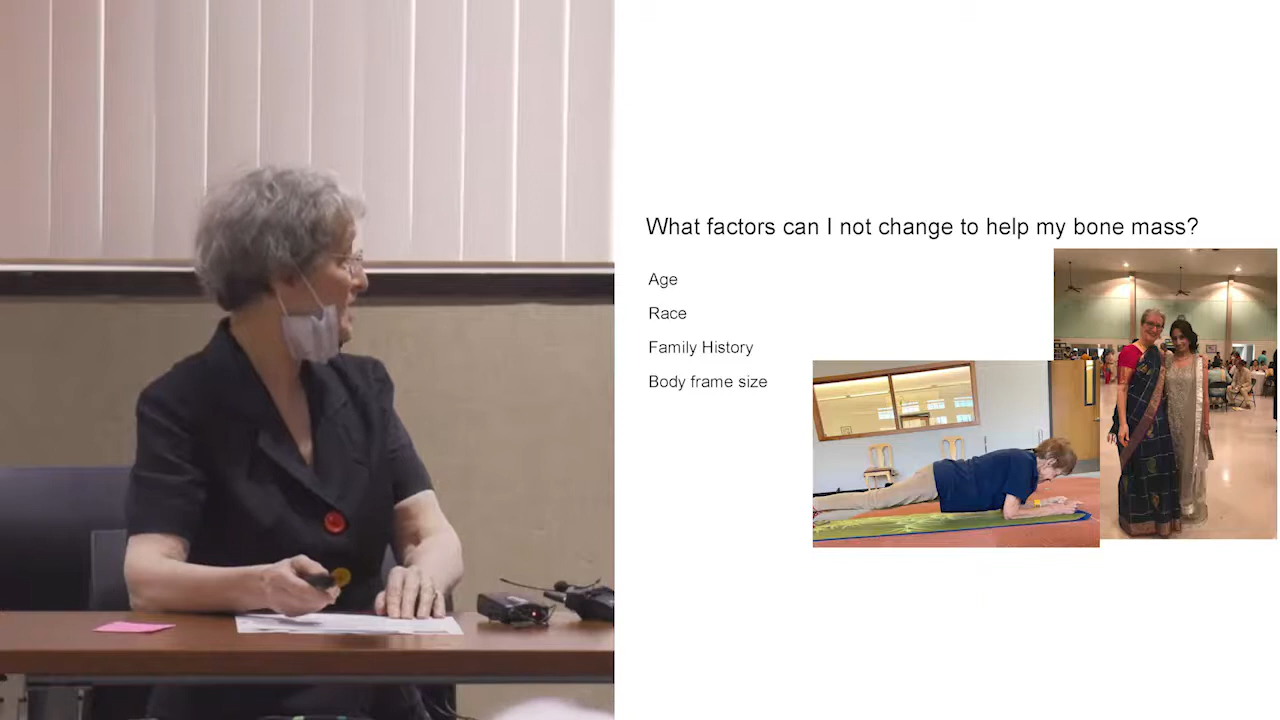 What factors can I not change to help my bone mass?
Age
Race
Family History
Body frame size